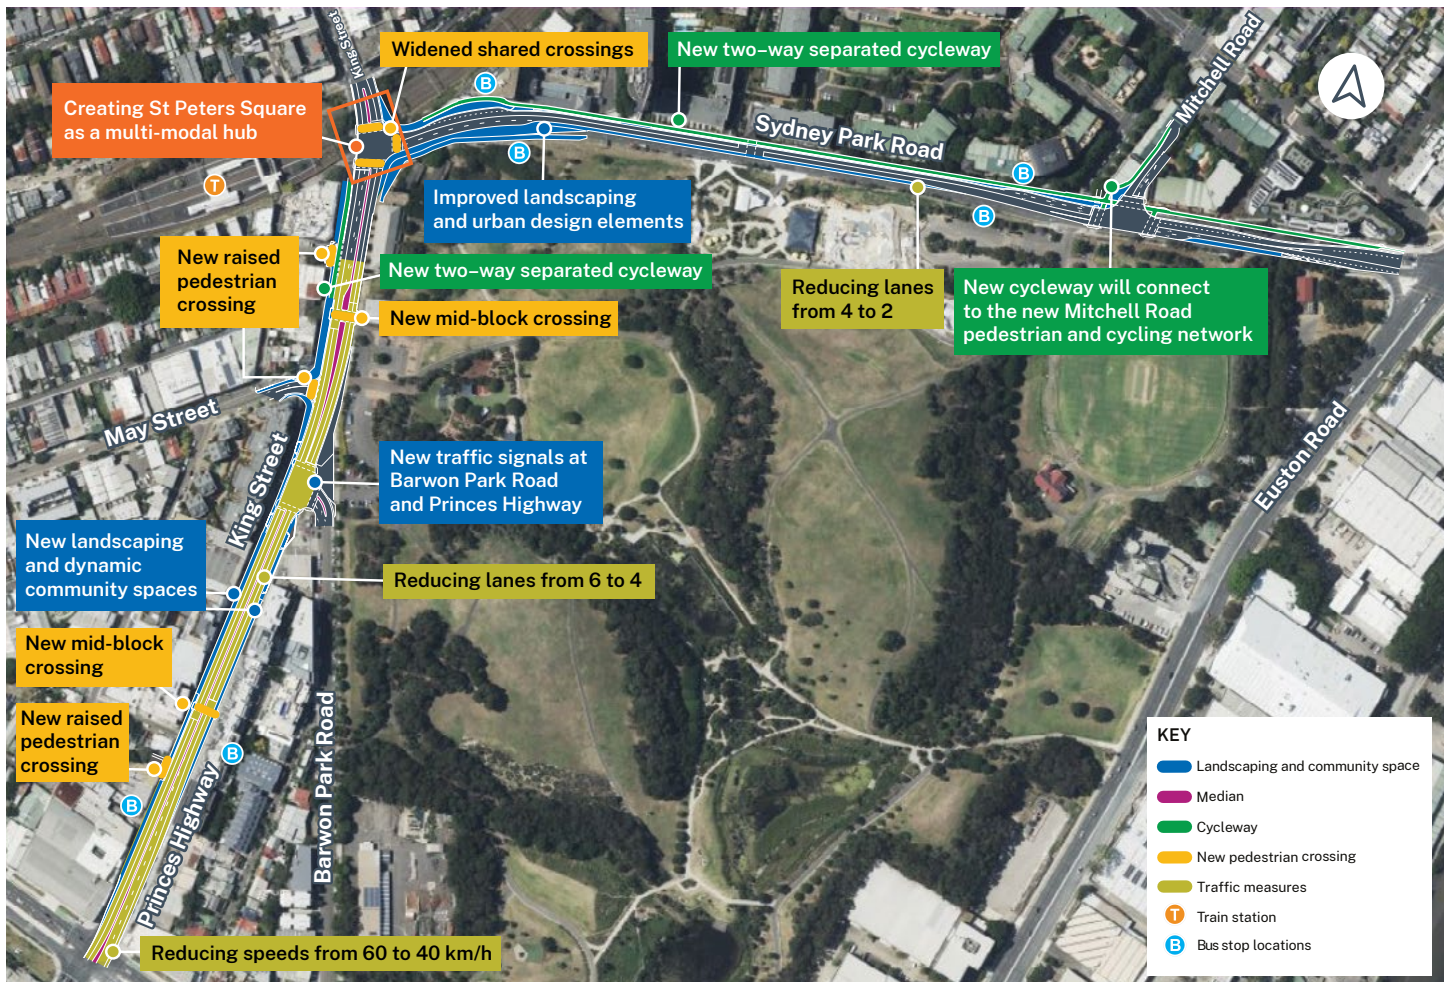 King Street
Widened shared crossings
New two-way separated cycleway
Mitchell Road
Creating St Peters Square
as a multi-modal hub
B
Sydney Park Road
B
B
T
Improved landscaping
and urban design elements
B
New raised
pedestrian
crossing
New two-way separated cycleway
Reducing lanes
from 4 to 2
New cycleway will connect
to the new Mitchell Road
pedestrian and cycling network
New mid-block crossing
May Street
King Street
New traffic signals at
Barwon Park Road
and Princes Highway
Euston Road
New landscaping
and dynamic
community spaces
Reducing lanes from 6 to 4
New mid-block
crossing
New raised
pedestrian
crossing
B
B
Princes Highway
Barwon Park Road
Reducing speeds from 60 to 40 km/h
KEY
Landscaping and community space
Median
Cycleway
New pedestrian crossing
Traffic measures
T Train station
B Bus stop locations